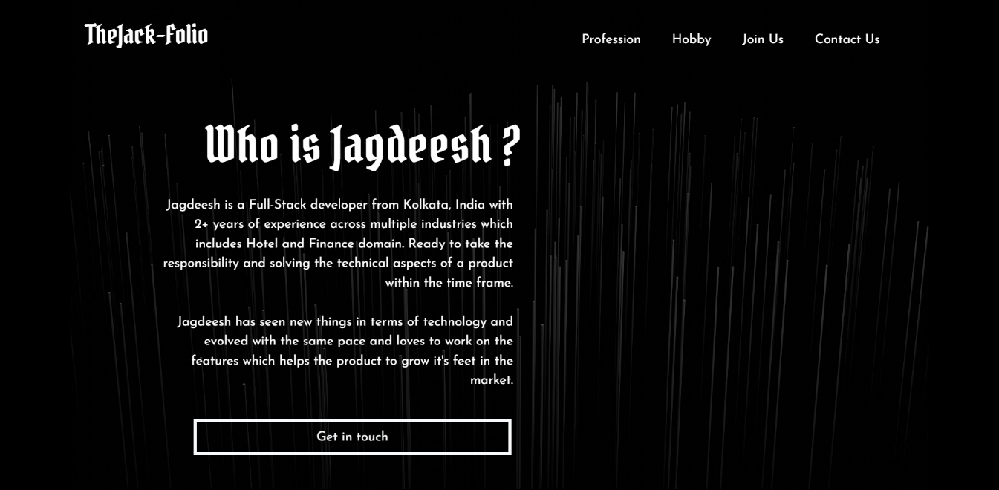 TheJack-Folio
Profession
Hobby
Join Us
Contact Us
Who is Jagdeesh ?
Jagdeesh is a Full-Stack developer from Kolkata, India with
2+ years of experience across multiple industries which
includes Hotel and Finance domain. Ready to take the
responsibility and solving the technical aspects of a product
within the time frame.
Jagdeesh has seen new things in terms of technology and
evolved with the same pace and loves to work on the
features which helps the product to grow it's feet in the
market.
Get in touch